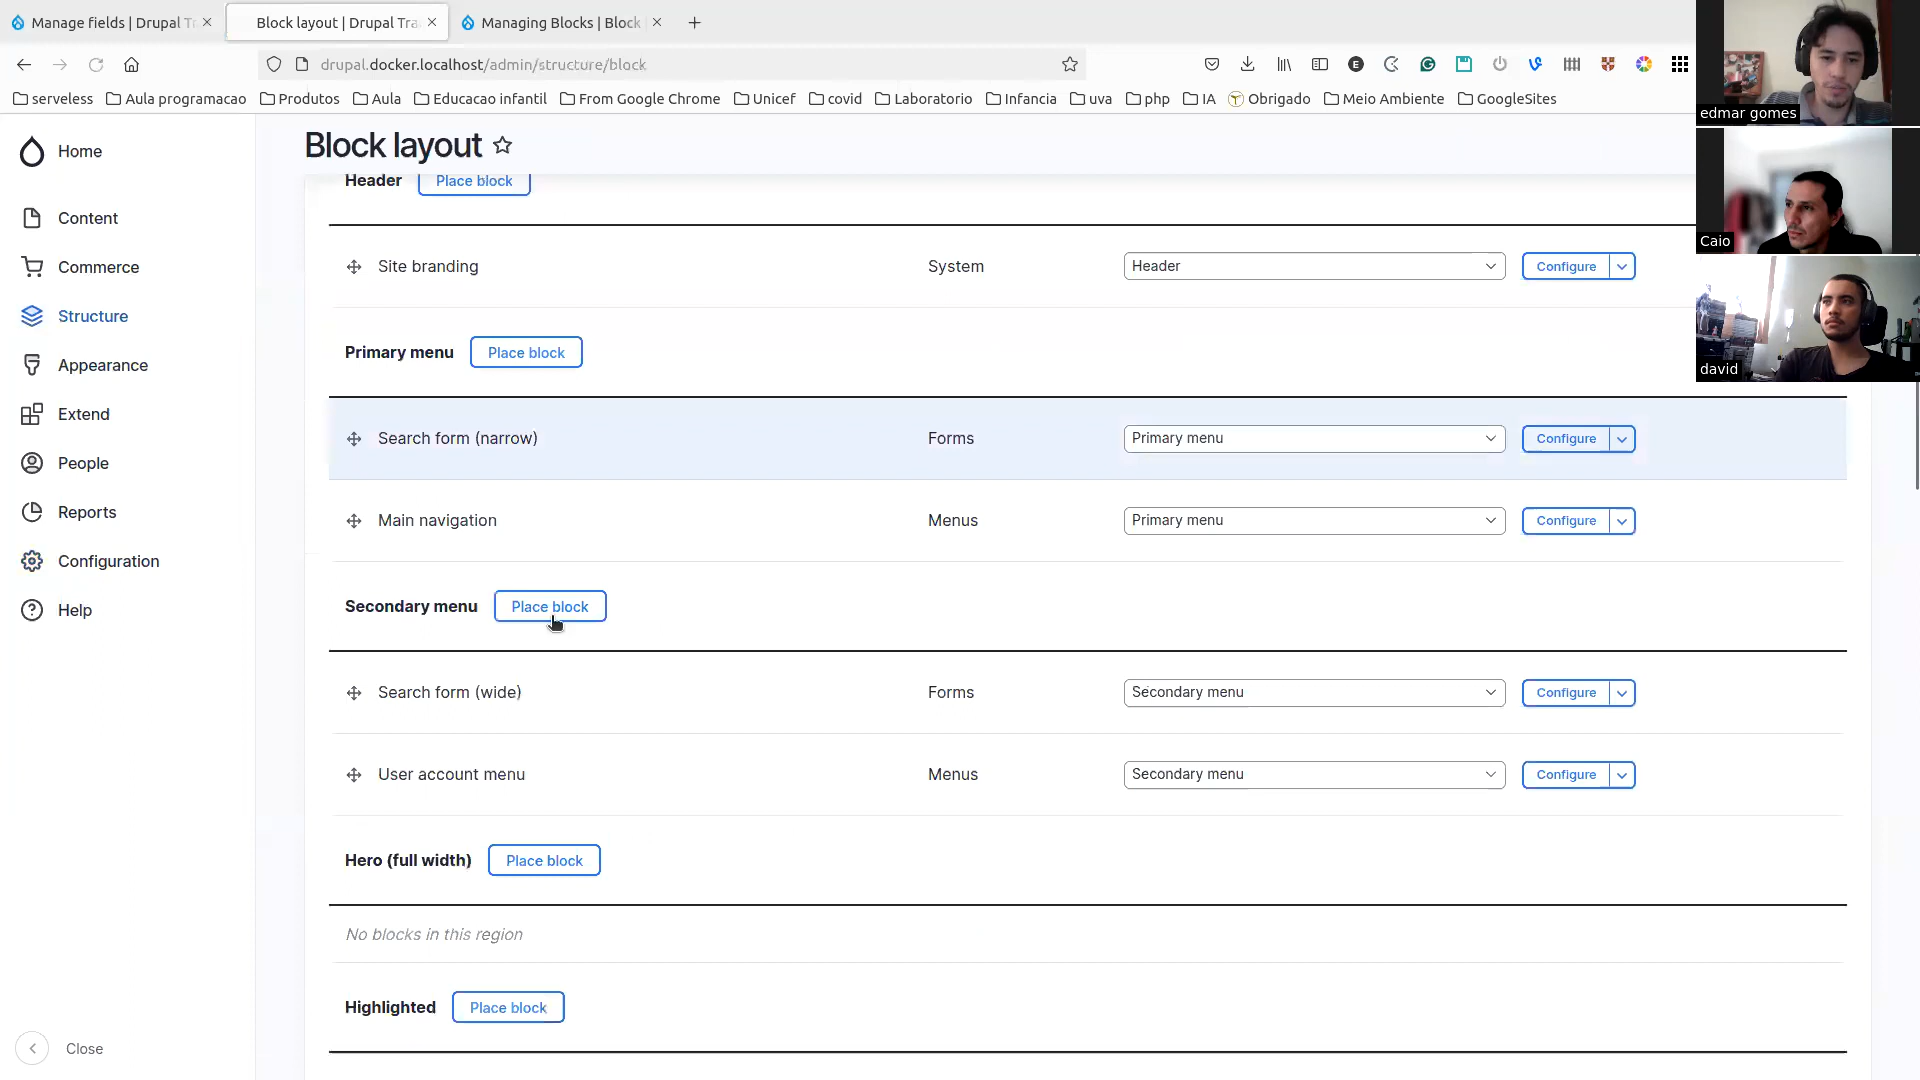 Manage fields | Drupal T
Block layout | Drupal Tra
Managing Blocks | Block
drupal.docker.localhost/admin/structure/block
serveless
Aula programacao
Produtos
Aula
Educacao infantil
From Google Chrome
Unicef
covid
Laboratorio
Infancia
uva
php
IA
Obrigado
Meio Ambiente
GoogleSites
edmar gomes
Caio
david
Home
Content
Commerce
Structure
Appearance
Extend
People
Reports
Configuration
Help
Close
Block layout
Header Place block
Site branding System Header Configure
Primary menu Place block
Search form (narrow) Forms Primary menu Configure
Main navigation Menus Primary menu Configure
Secondary menu Place block
Search form (wide) Forms Secondary menu Configure
User account menu Menus Secondary menu Configure
Hero (full width) Place block
No blocks in this region
Highlighted Place block